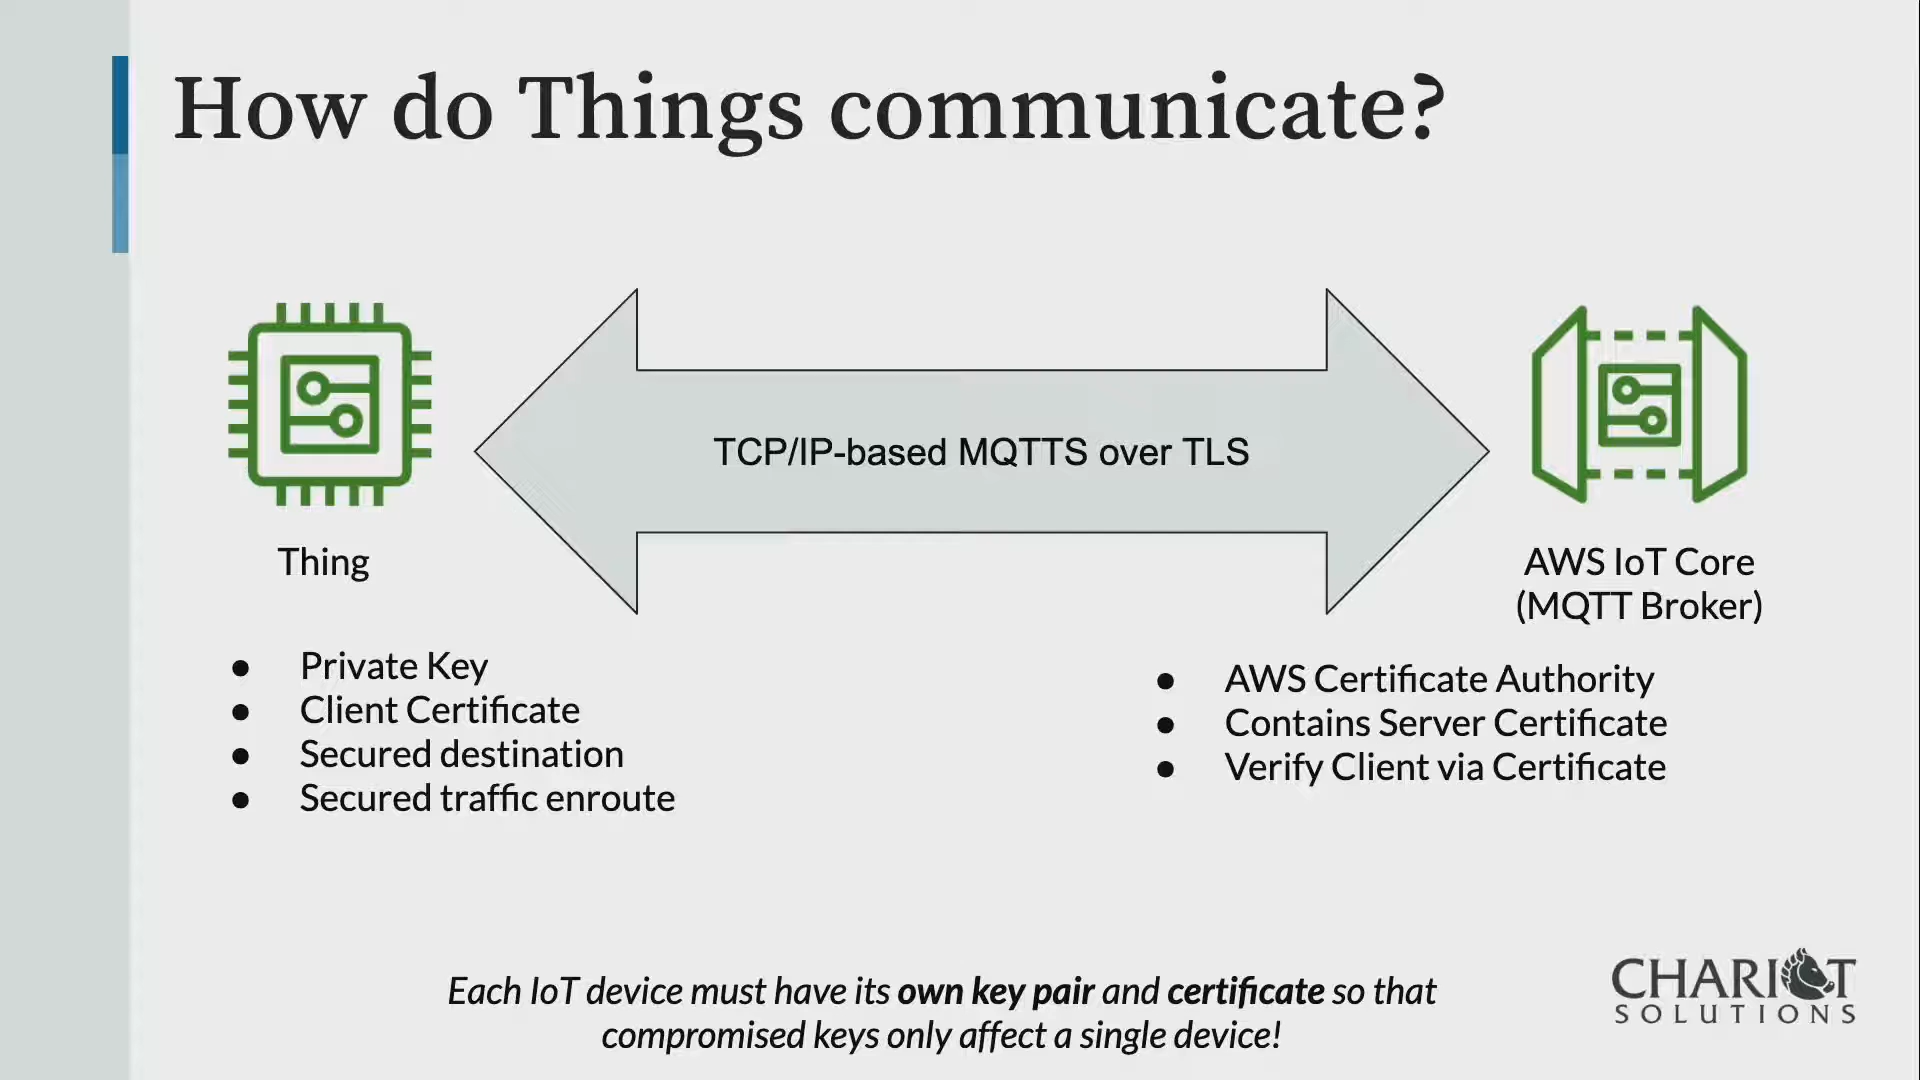 How do Things communicate?
TCP/IP-based MQTTS over TLS
Thing
AWS IoT Core
(MQTT Broker)
● Private Key
● Client Certificate
● Secured destination
● Secured traffic enroute
● AWS Certificate Authority
● Contains Server Certificate
● Verify Client via Certificate
Each IoT device must have its own key pair and certificate so that
compromised keys only affect a single device!
CHARIOT
SOLUTIONS